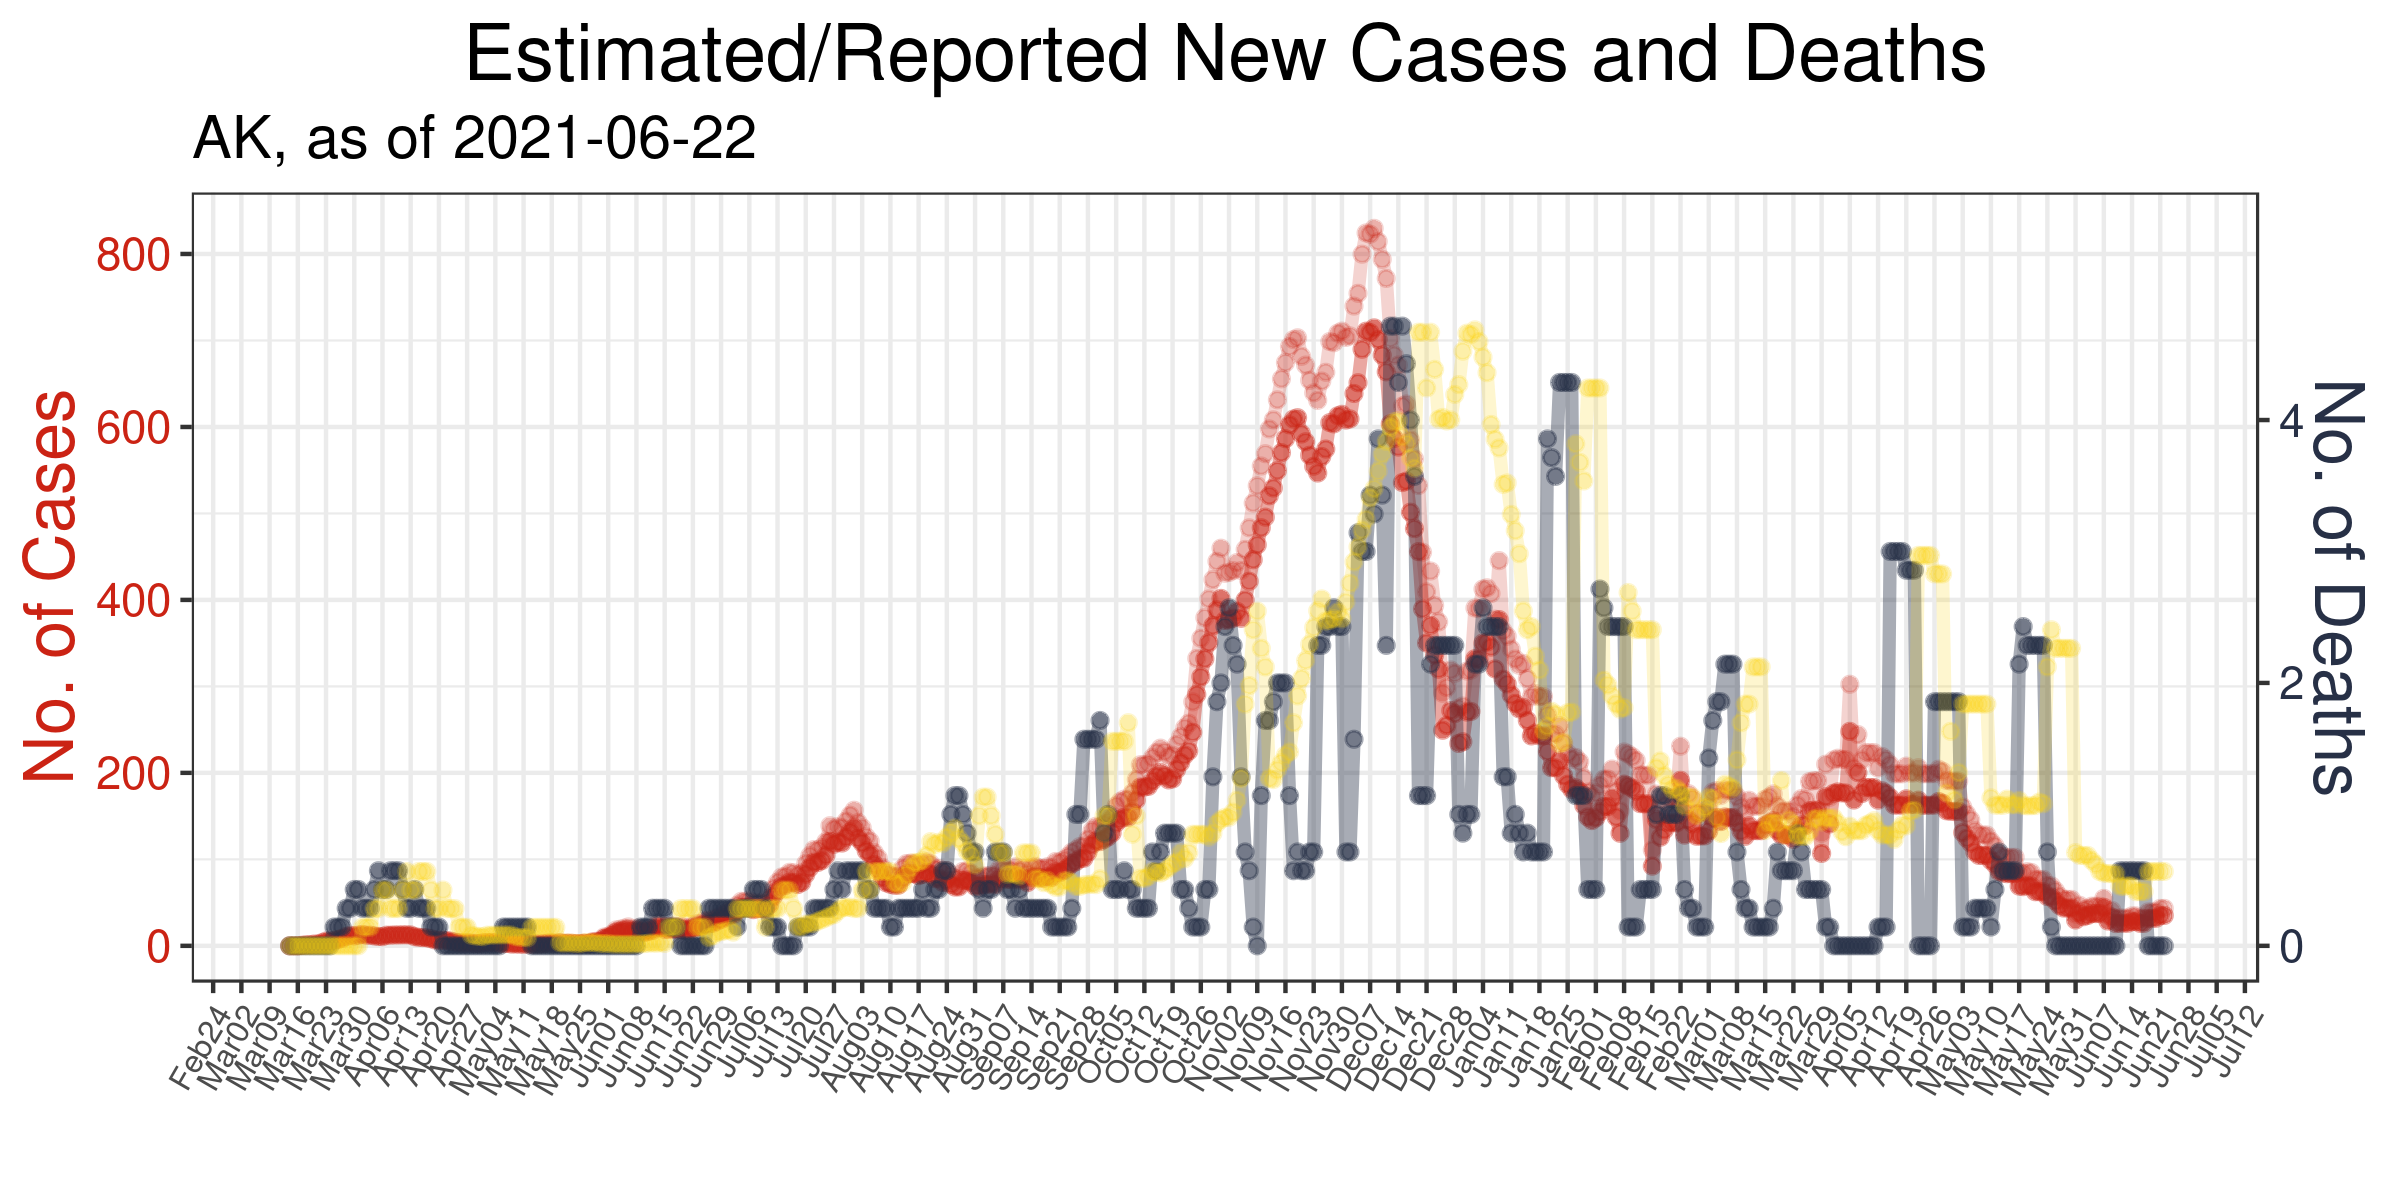 Estimated/Reported New Cases and Deaths
AK, as of 2021-06-22
No. of Cases
800
600
400
200
0
No. of Deaths
4
2
0
Feb24
Mar02
Mar09
Mar16
Mar23
Mar30
Apr06
Apr13
Apr20
Apr27
May04
May11
May18
May25
Jun01
Jun08
Jun15
Jun22
Jun29
Jul06
Jul13
Jul20
Jul27
Aug03
Aug10
Aug17
Aug24
Aug31
Sep07
Sep14
Sep21
Sep28
Oct05
Oct12
Oct19
Oct26
Nov02
Nov09
Nov16
Nov23
Nov30
Dec07
Dec14
Dec21
Dec28
Jan04
Jan11
Jan18
Jan25
Feb01
Feb08
Feb15
Feb22
Mar01
Mar08
Mar15
Mar22
Mar29
Apr05
Apr12
Apr19
Apr26
May03
May10
May17
May24
May31
Jun07
Jun14
Jun21
Jun28
Jul05
Jul12